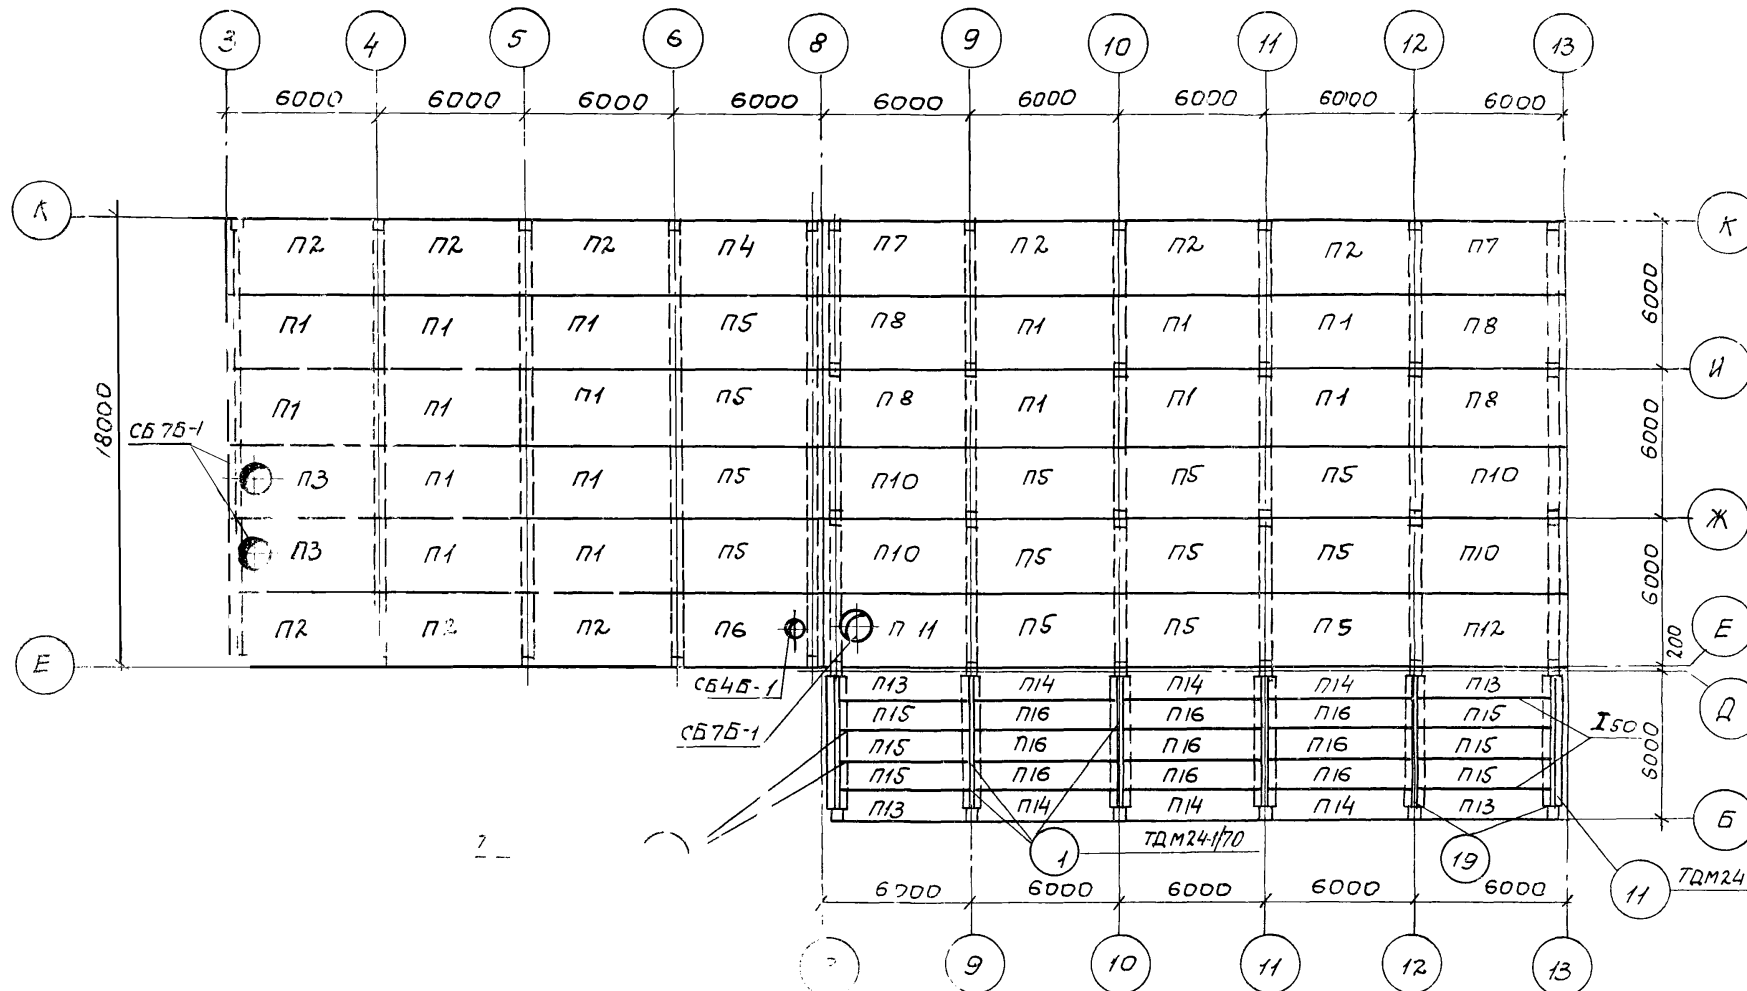 3 4 5 6 8 9 10 11 12 13
6000 6000 6000 6000 6000 6000 6000 6000 6000
К К
П2 П2 П2 П4 П7 П2 П2 П2 П7
6000
П1 П1 П1 П5 П8 П1 П1 П1 П8
И
18000
П1 П1 П1 П5 П8 П1 П1 П1 П8
6000
СБ7Б-1
П3 П1 П1 П5 П10 П5 П5 П5 П10
Ж
П3 П1 П1 П5 П10 П5 П5 П5 П10
6000
П2 П2 П2 П6 П11 П5 П5 П5 П12
200
Е Е
СБ4Б-1
П13 П14 П14 П14 П13
Д
П15 П16 П16 П16 П15
I50
СБ7Б-1
П15 П16 П16 П16 П15
6000
П15 П16 П16 П16 П15
П13 П14 П14 П14 П13
Б
1 ТДМ24-1/70
19
11 ТДМ24
6000 6000 6000 6000 6000
9 10 11 12 13